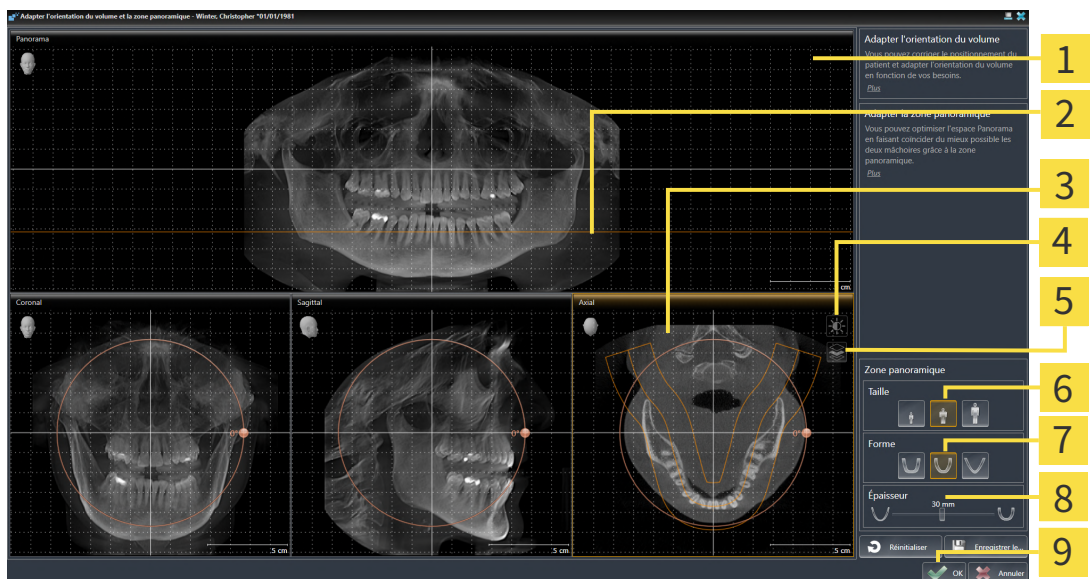 Adapter l'orientation du volume et la zone panoramique - Winter, Christopher *01/01/1981
Panorama
cm
Coronal
0°
.5 cm
Sagittal
0°
.5 cm
Axial
0°
.5 cm
Adapter l'orientation du volume
Vous pouvez corriger le positionnement du
patient et adapter l'orientation du volume
en fonction de vos besoins.
Plus
Adapter la zone panoramique
Vous pouvez optimiser l'espace Panorama
en faisant coïncider du mieux possible les
deux mâchoires grâce à la zone
panoramique.
Plus
Zone panoramique
Taille
Forme
Épaisseur
30 mm
Réinitialiser
Enregistrer le...
OK
Annuler
1
2
3
4
5
6
7
8
9